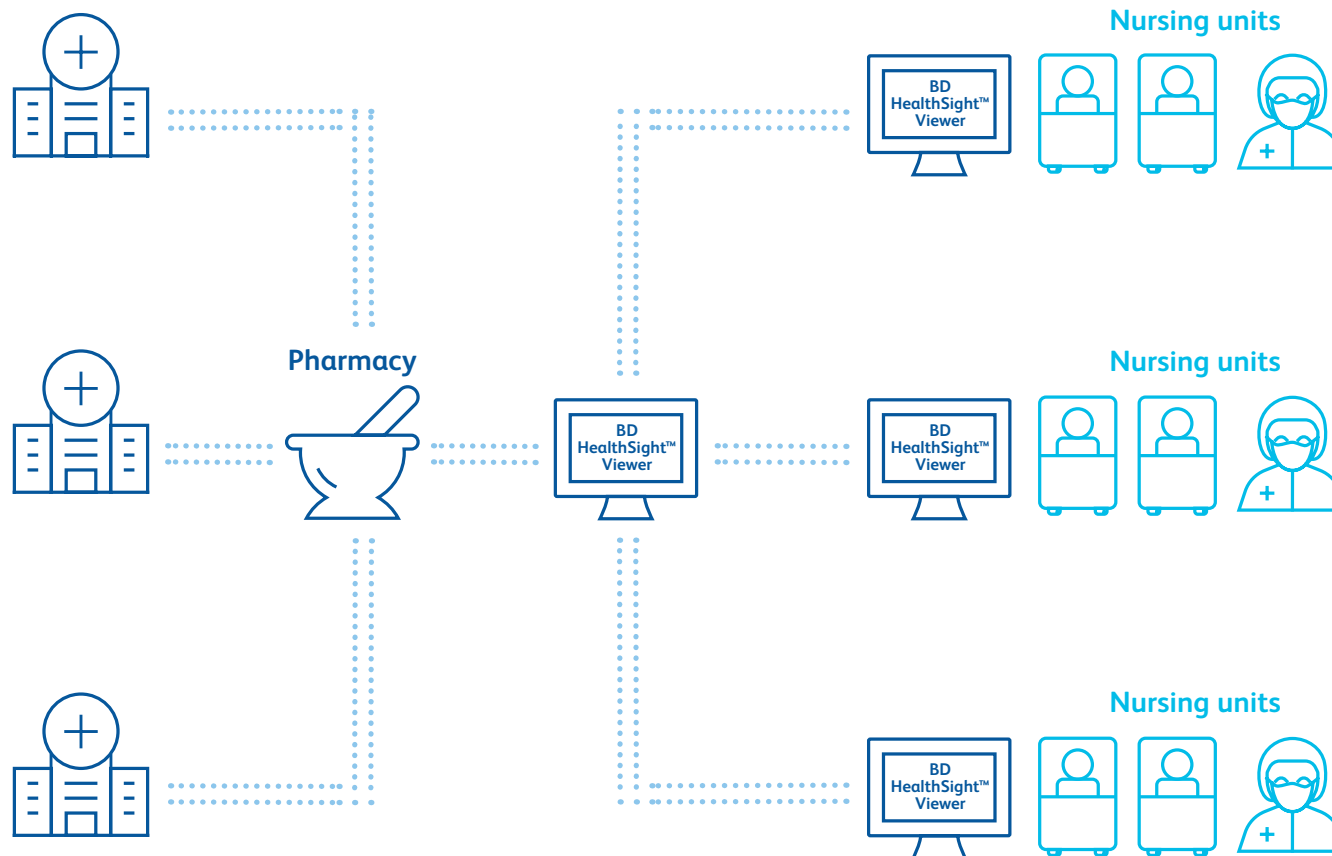 Nursing units
BD
HealthSight™
Viewer
Pharmacy
BD
HealthSight™
Viewer
Nursing units
BD
HealthSight™
Viewer
Nursing units
BD
HealthSight™
Viewer